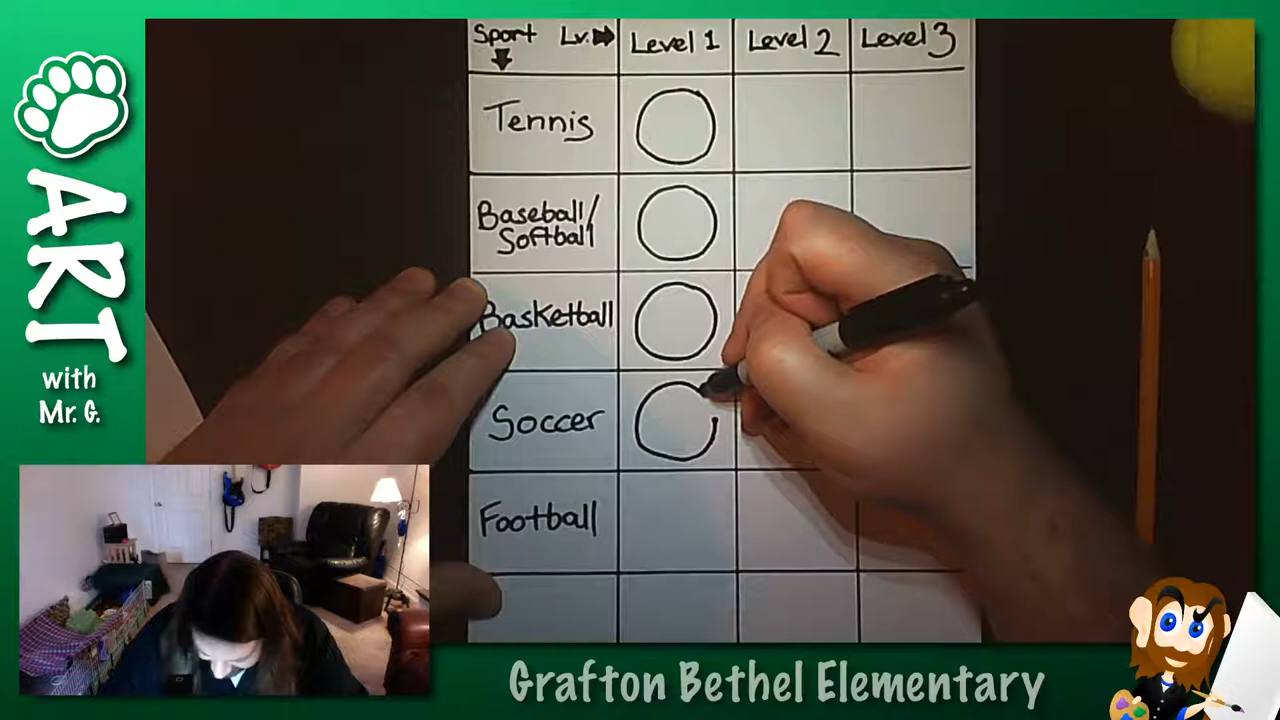 ART
with
Mr. G.
Sport Lv.
Level 1
Level 2
Level 3
Tennis
Baseball/
Softball
Basketball
Soccer
Football
Grafton Bethel Elementary